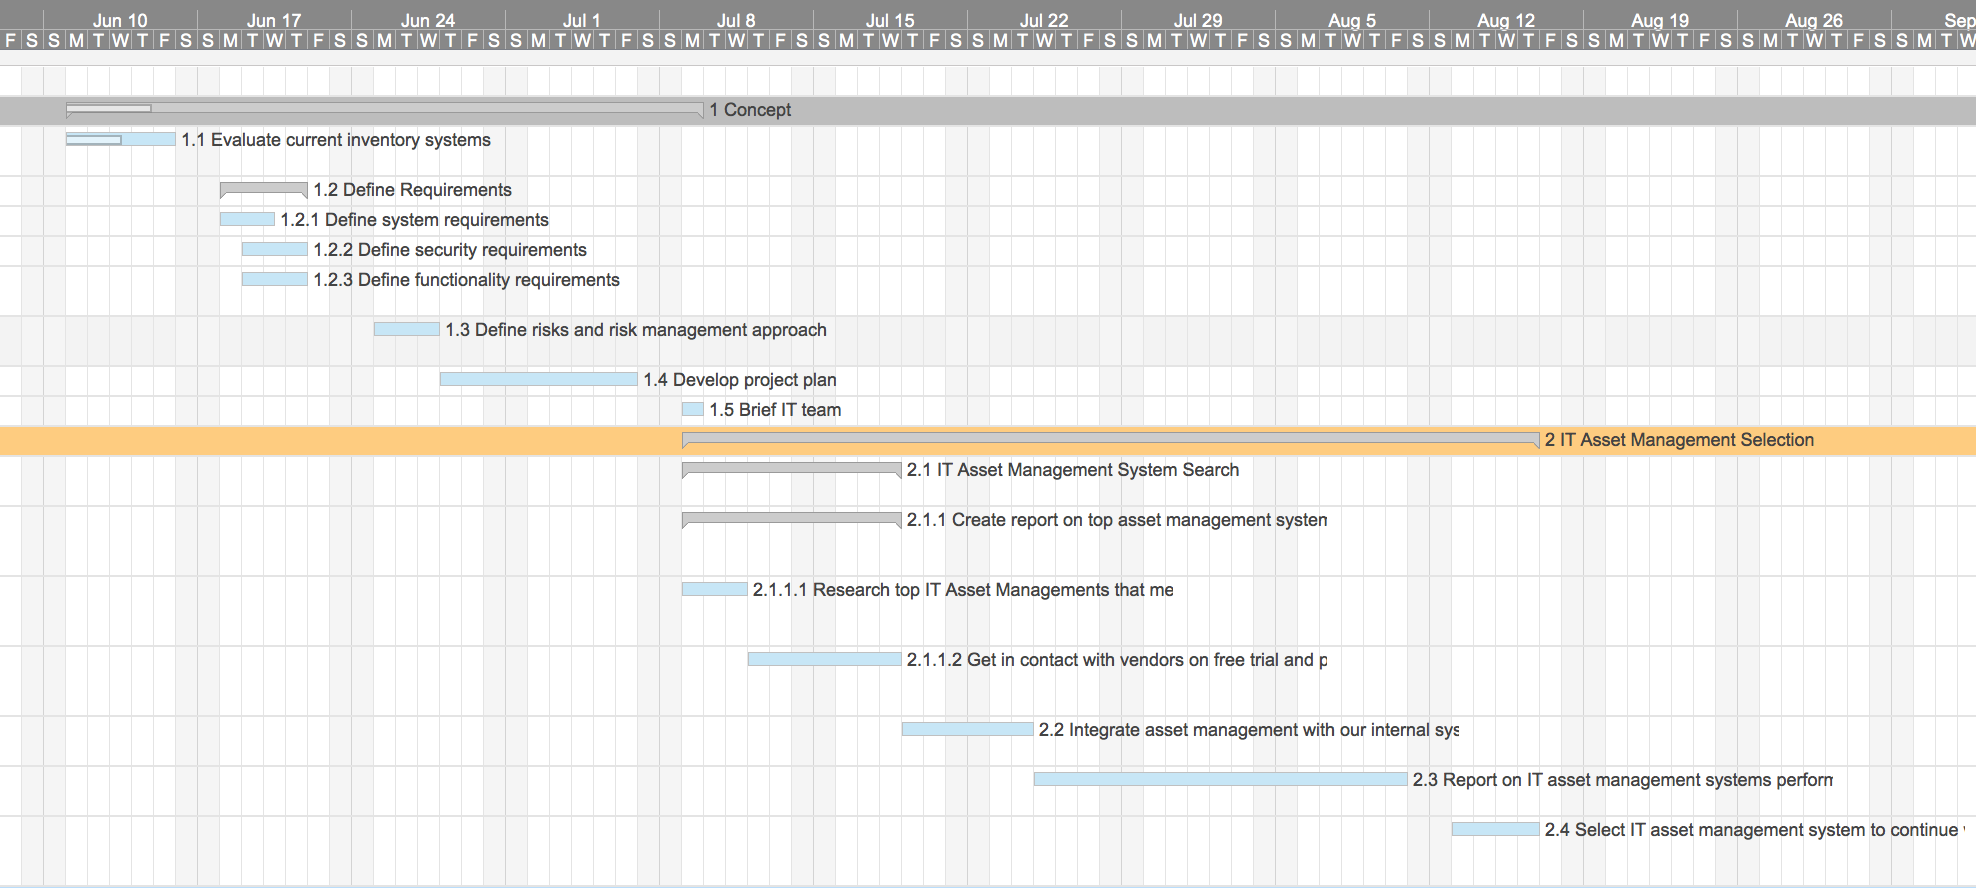 Jun 10 Jun 17 Jun 24 Jul 1 Jul 8 Jul 15 Jul 22 Jul 29 Aug 5 Aug 12 Aug 19 Aug 26 Sep
F S S M T W T F S S M T W T F S S M T W T F S S M T W T F S S M T W T F S S M T W T F S S M T W T F S S M T W T F S S M T W T F S S M T W T F S S M T W T F S S M T W T F S S M T W
1 Concept
1.1 Evaluate current inventory systems
1.2 Define Requirements
1.2.1 Define system requirements
1.2.2 Define security requirements
1.2.3 Define functionality requirements
1.3 Define risks and risk management approach
1.4 Develop project plan
1.5 Brief IT team
2 IT Asset Management Selection
2.1 IT Asset Management System Search
2.1.1 Create report on top asset management system
2.1.1.1 Research top IT Asset Managements that me
2.1.1.2 Get in contact with vendors on free trial and p
2.2 Integrate asset management with our internal sys
2.3 Report on IT asset management systems perform
2.4 Select IT asset management system to continue